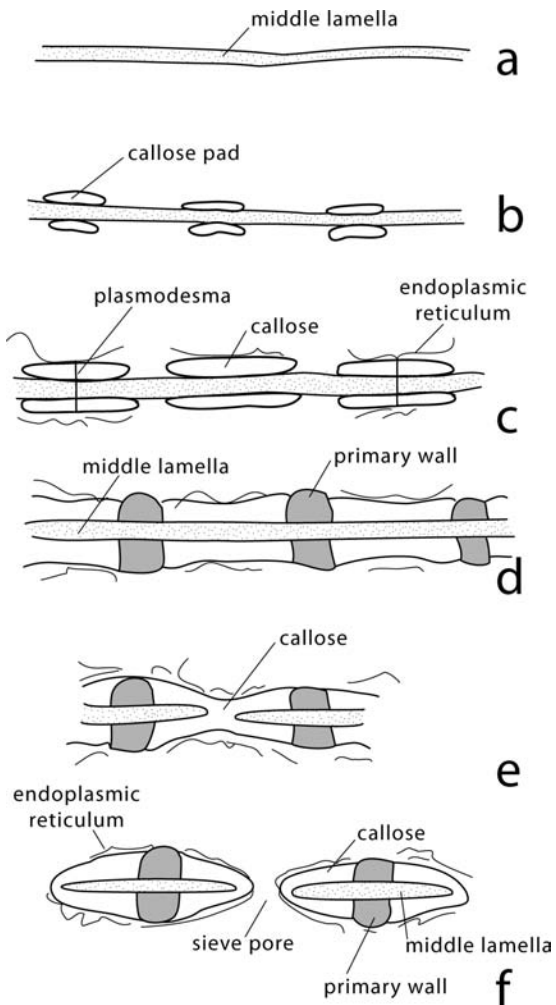 middle lamella
a
callose pad
b
plasmodesma
callose
endoplasmic
reticulum
c
middle lamella
primary wall
d
callose
e
endoplasmic
reticulum
callose
sieve pore
middle lamella
primary wall
f